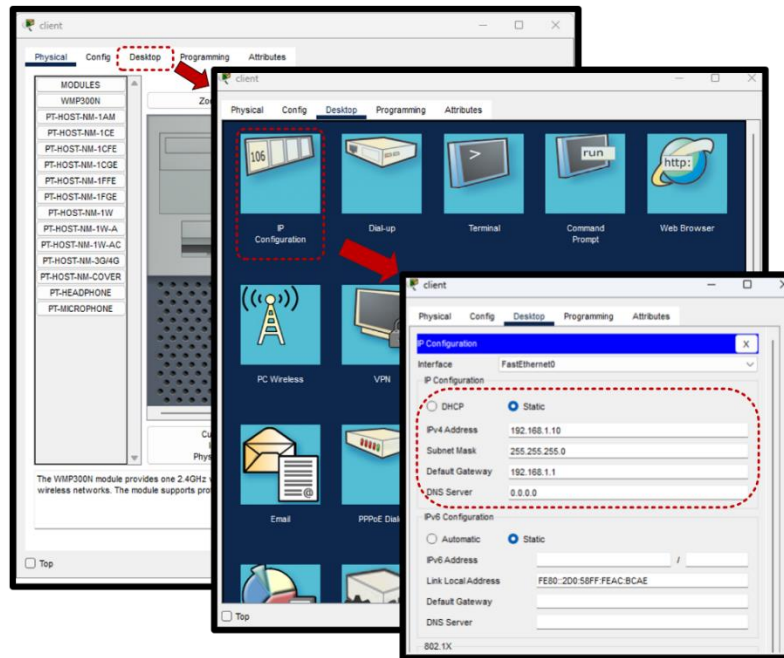 client
Physical Config Desktop Programming Attributes
MODULES
WMP300N
PT-HOST-NM-1AM
PT-HOST-NM-1CE
PT-HOST-NM-1CFE
PT-HOST-NM-1CGE
PT-HOST-NM-1FFE
PT-HOST-NM-1FGE
PT-HOST-NM-1W
PT-HOST-NM-1W-A
PT-HOST-NM-1W-AC
PT-HOST-NM-3G/4G
PT-HOST-NM-COVER
PT-HEADPHONE
PT-MICROPHONE
The WMP300N module provides one 2.4GHz
wireless networks. The module supports
Top
client
Physical Config Desktop Programming Attributes
106
run
http:
IP
Configuration
Dial-up
Terminal
Command
Prompt
Web Browser
PC Wireless
VPN
Email
PPPoE
Top
client
Physical Config Desktop Programming Attributes
IP Configuration
X
Interface FastEthernet0
IP Configuration
DHCP Static
IPv4 Address 192.168.1.10
Subnet Mask 255.255.255.0
Default Gateway 192.168.1.1
DNS Server 0.0.0.0
IPv6 Configuration
Automatic Static
IPv6 Address /
Link Local Address FE80::2D0:58FF:FEAC:BCAE
Default Gateway
DNS Server
802.1X